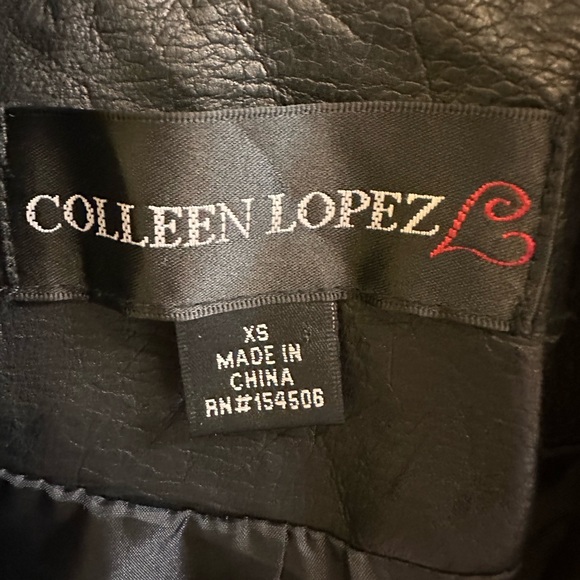 COLLEEN LOPEZ L
XS
MADE IN
CHINA
RN#154506